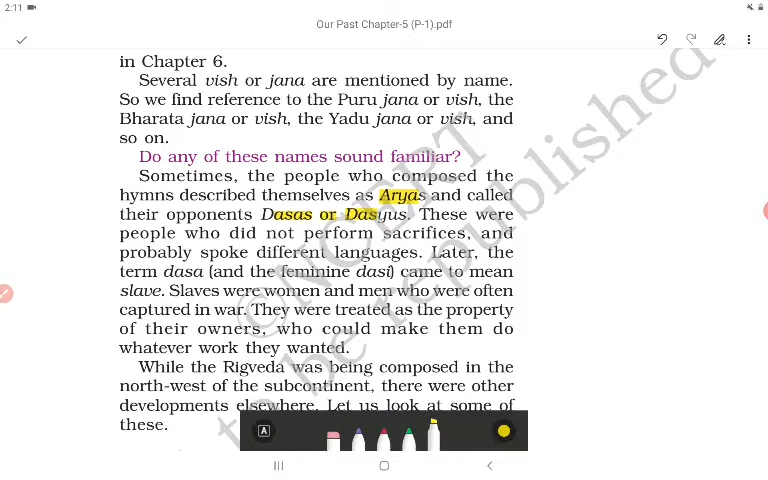 2:11
Our Past Chapter-5 (P-1).pdf
in Chapter 6.
Several vish or jana are mentioned by name.
So we find reference to the Puru jana or vish, the
Bharata jana or vish, the Yadu jana or vish, and
so on.
Do any of these names sound familiar?
Sometimes, the people who composed the
hymns described themselves as Aryas and called
their opponents Dasas or Dasyus. These were
people who did not perform sacrifices, and
probably spoke different languages. Later, the
term dasa (and the feminine dasi) came to mean
slave. Slaves were women and men who were often
captured in war. They were treated as the property
of their owners, who could make them do
whatever work they wanted.
While the Rigveda was being composed in the
north-west of the subcontinent, there were other
developments elsewhere. Let us look at some of
these.
©NCERT
to be republished
A